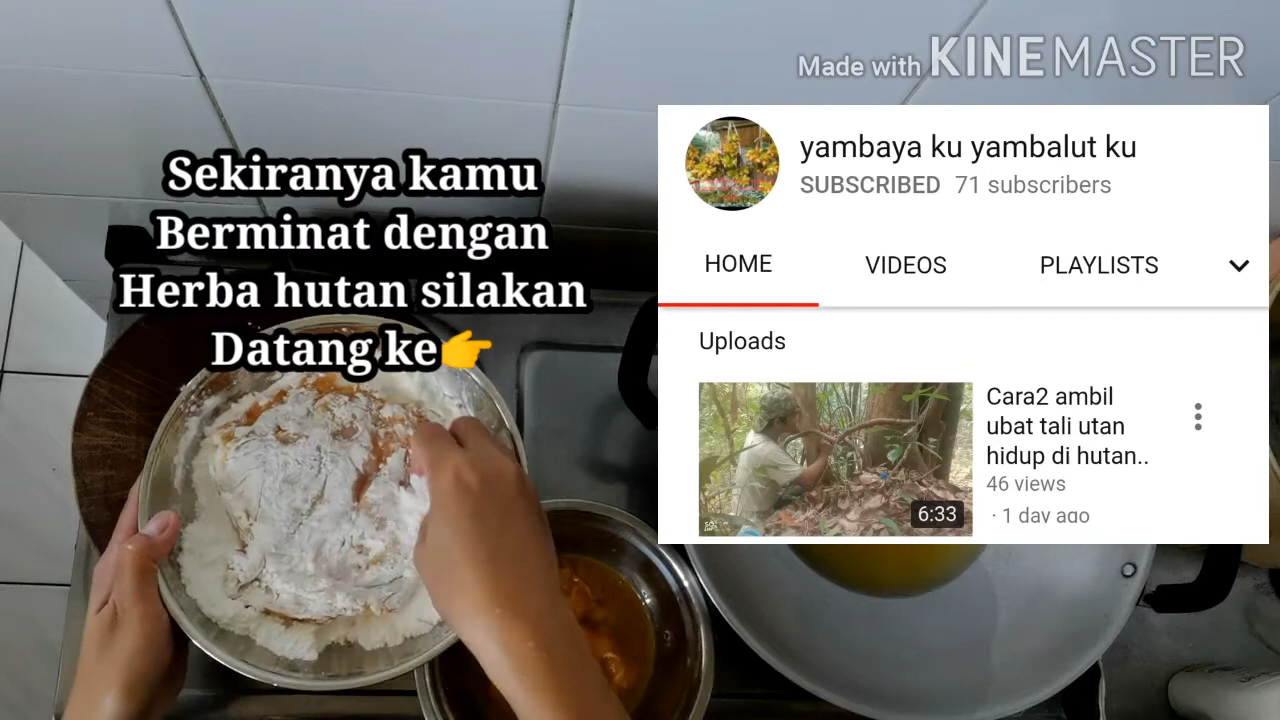 Made with KINEMASTER
Sekiranya kamu
Berminat dengan
Herba hutan silakan
Datang ke👉
yambaya ku yambalut ku
SUBSCRIBED 71 subscribers
HOME VIDEOS PLAYLISTS
Uploads
Cara2 ambil
ubat tali utan
hidup di hutan..
46 views
· 1 day ago
6:33